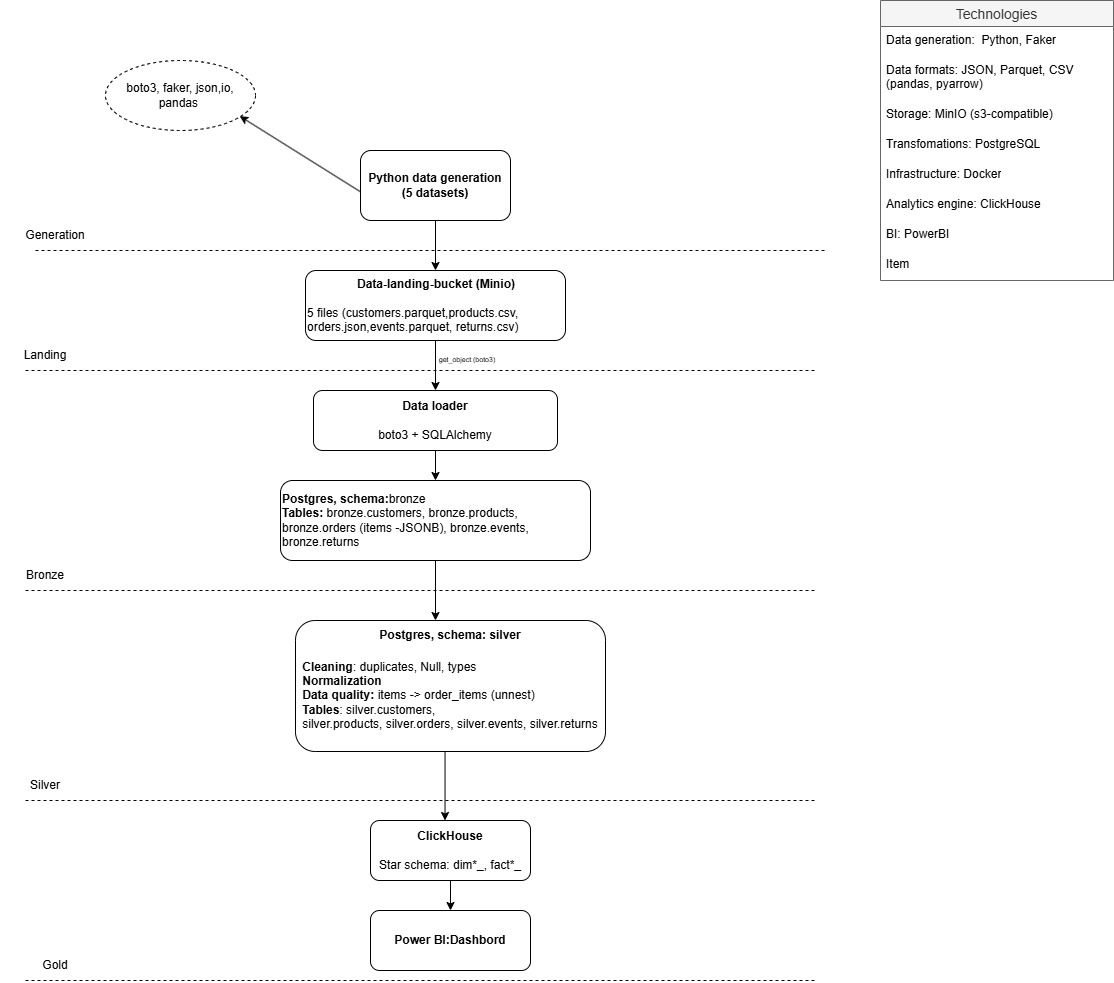 Technologies
Data generation:  Python, Faker
Data formats: JSON, Parquet, CSV
(pandas, pyarrow)
Storage: MinIO (s3-compatible)
Transfomations: PostgreSQL
Infrastructure: Docker
Analytics engine: ClickHouse
BI: PowerBI
Item
boto3, faker, json,io,
pandas
Python data generation
(5 datasets)
Generation
Data-landing-bucket (Minio)
5 files (customers.parquet,products.csv,
orders.json,events.parquet, returns.csv)
Landing
get_object (boto3)
Data loader
boto3 + SQLAlchemy
Postgres, schema:bronze
Tables: bronze.customers, bronze.products,
bronze.orders (items -JSONB), bronze.events,
bronze.returns
Bronze
Postgres, schema: silver
Cleaning: duplicates, Null, types
Normalization
Data quality: items -> order_items (unnest)
Tables: silver.customers,
silver.products, silver.orders, silver.events, silver.returns
Silver
ClickHouse
Star schema: dim*_, fact*_
Power BI:Dashbord
Gold